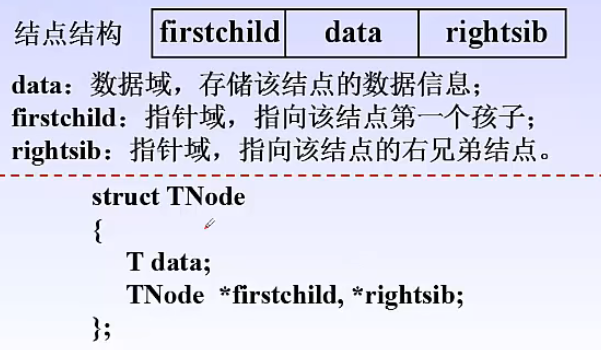 结点结构 firstchild data rightsib
data：数据域，存储该结点的数据信息；
firstchild：指针域，指向该结点第一个孩子；
rightsib：指针域，指向该结点的右兄弟结点。
struct TNode
{
T data;
TNode *firstchild, *rightsib;
};